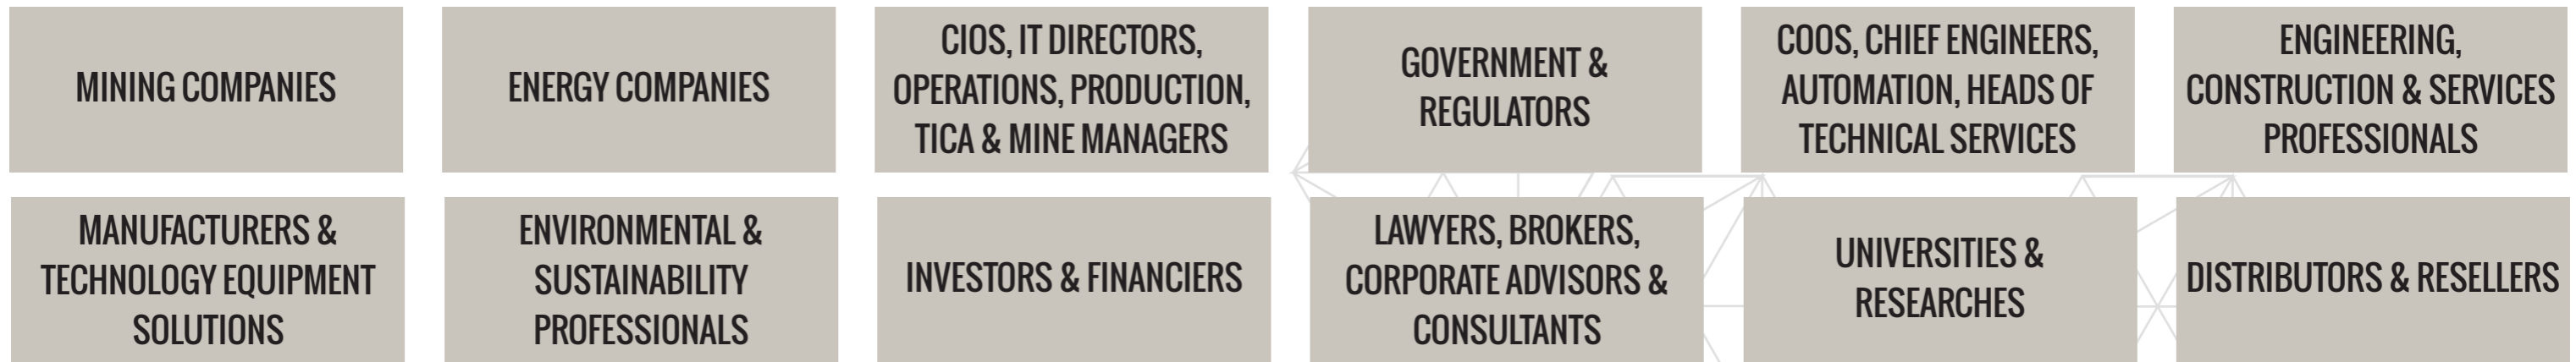 MINING COMPANIES
ENERGY COMPANIES
CIOS, IT DIRECTORS,
OPERATIONS, PRODUCTION,
TICA & MINE MANAGERS
GOVERNMENT &
REGULATORS
COOS, CHIEF ENGINEERS,
AUTOMATION, HEADS OF
TECHNICAL SERVICES
ENGINEERING,
CONSTRUCTION & SERVICES
PROFESSIONALS
MANUFACTURERS &
TECHNOLOGY EQUIPMENT
SOLUTIONS
ENVIRONMENTAL &
SUSTAINABILITY
PROFESSIONALS
INVESTORS & FINANCIERS
LAWYERS, BROKERS,
CORPORATE ADVISORS &
CONSULTANTS
UNIVERSITIES &
RESEARCHES
DISTRIBUTORS & RESELLERS